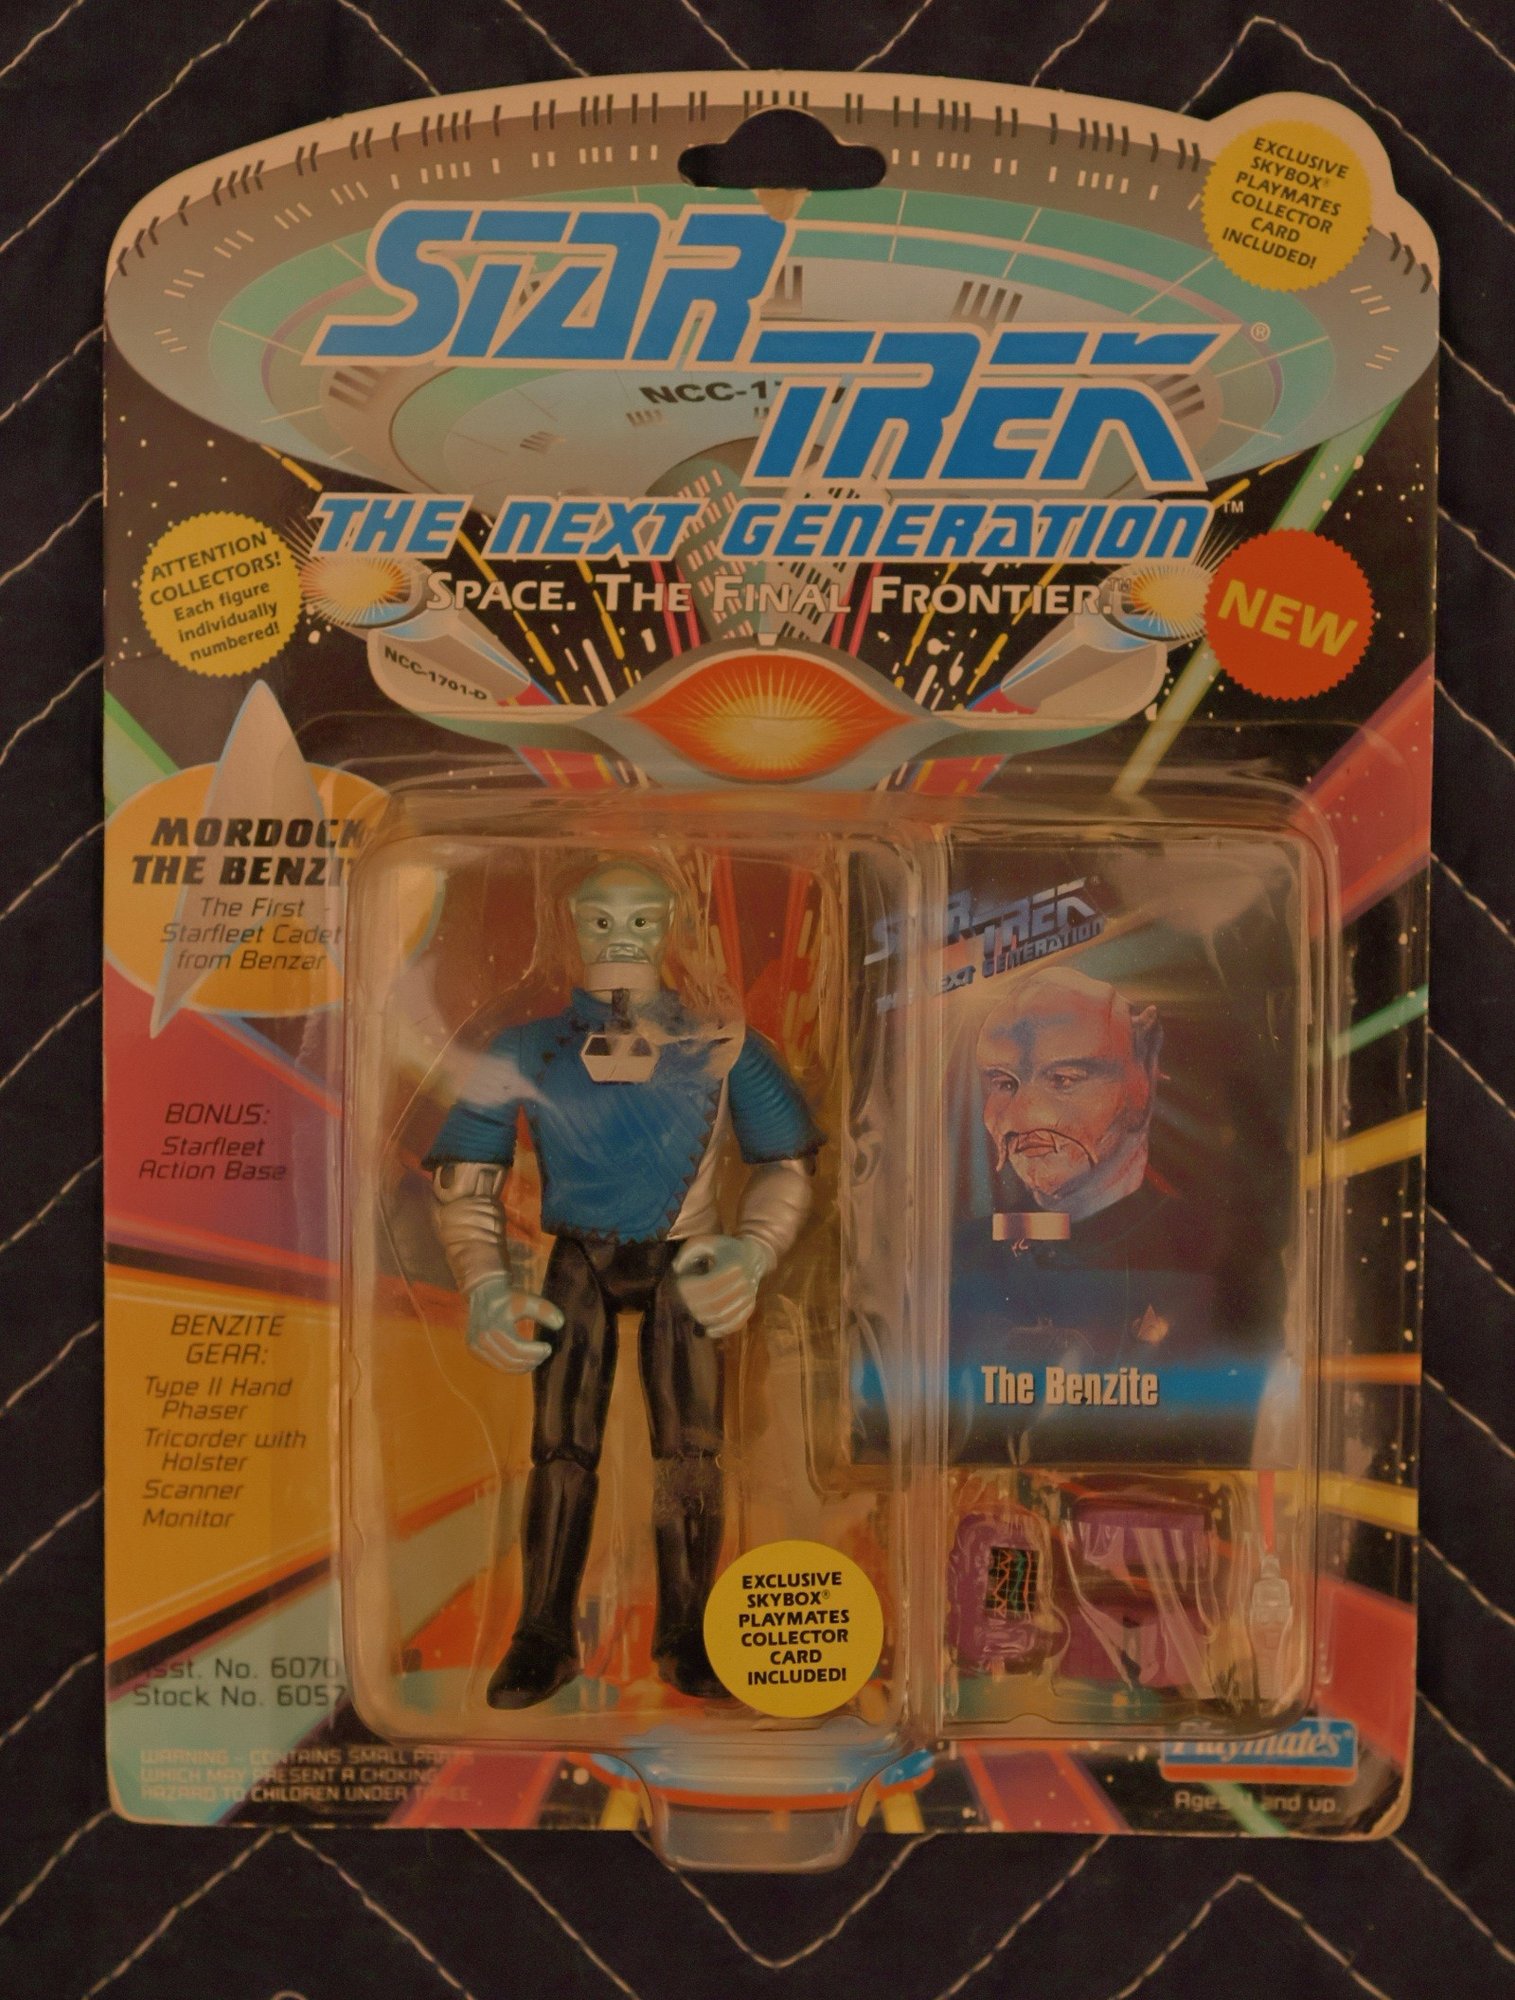 EXCLUSIVE
SKYBOX®
PLAYMATES
COLLECTOR
CARD
INCLUDED!
STAR
TREK®
NCC-1
THE NEXT GENERATION™
SPACE. THE FINAL FRONTIER.™
ATTENTION
COLLECTORS!
Each figure
individually
numbered!
NEW
NCC-1701-D
MORDOCK
THE BENZI
The First
Starfleet Cadet
from Benzar
BONUS:
Starfleet
Action Base
BENZITE
GEAR:
Type II Hand
Phaser
Tricorder with
Holster
Scanner
Monitor
STAR TREK
THE NEXT GENERATION
The Benzite
EXCLUSIVE
SKYBOX®
PLAYMATES
COLLECTOR
CARD
INCLUDED!
Asst. No. 6070
Stock No. 6057
WARNING - CONTAINS SMALL PARTS
WHICH MAY PRESENT A CHOKING
HAZARD TO CHILDREN UNDER THREE
Playmates®
Ages 4 and up.